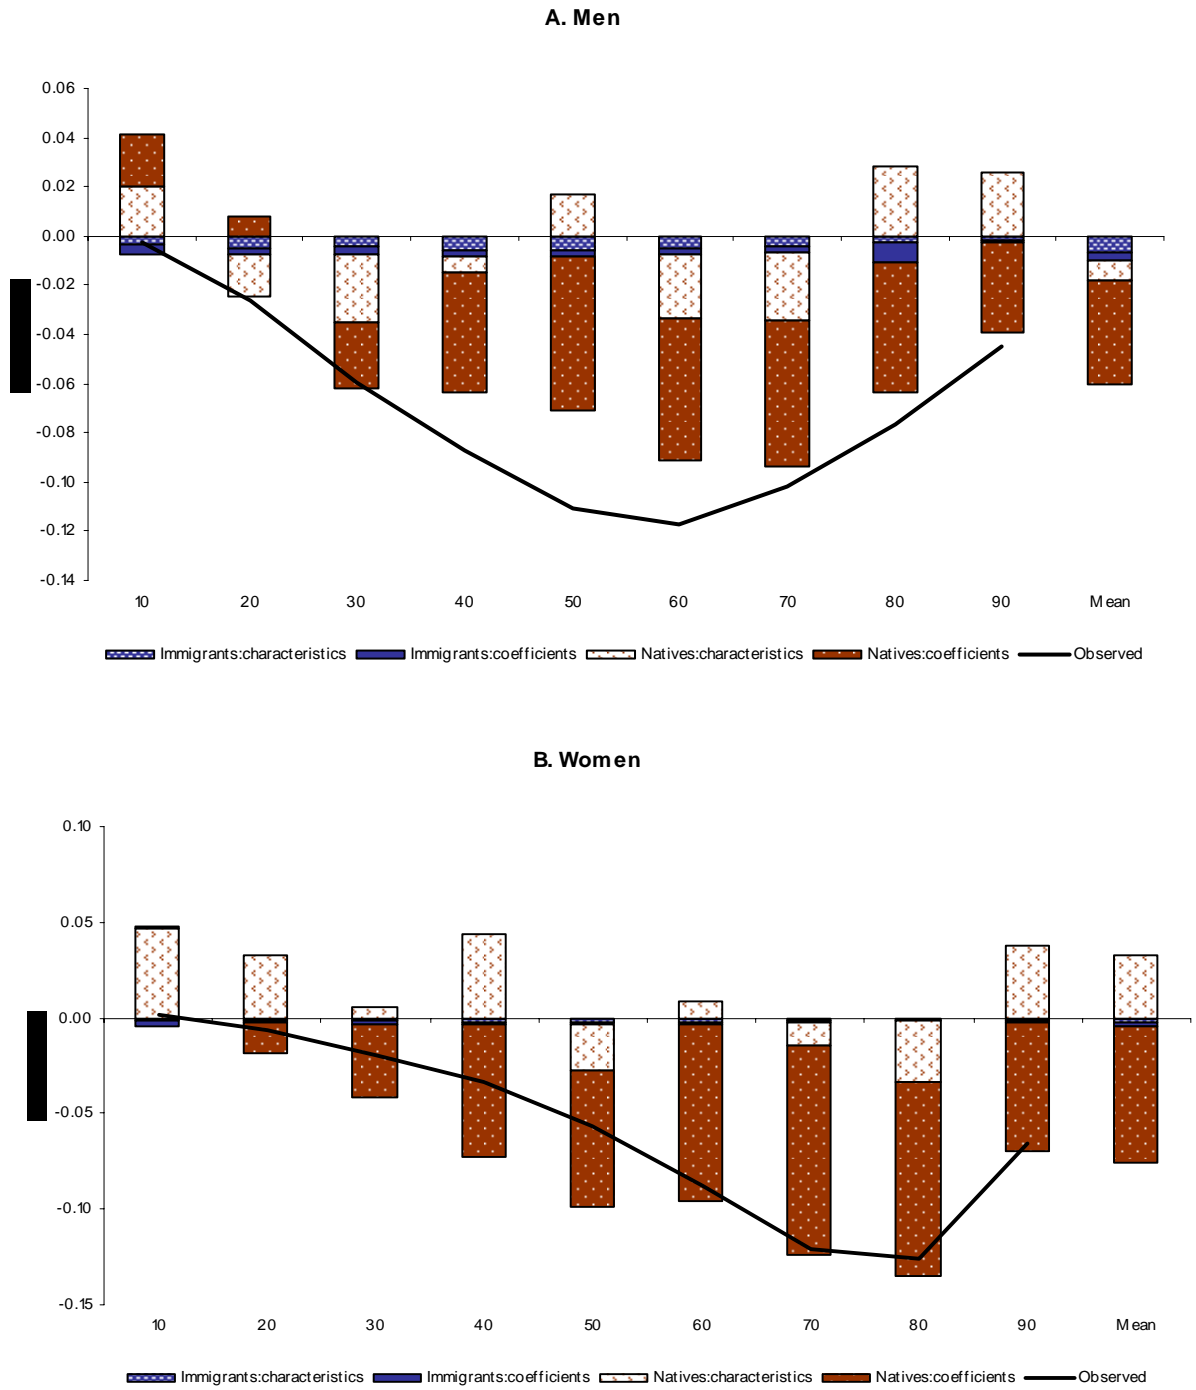 A. Men
0.06
0.04
0.02
0.00
-0.02
-0.04
-0.06
-0.08
-0.10
-0.12
-0.14
10 20 30 40 50 60 70 80 90 Mean
Immigrants:characteristics Immigrants:coefficients Natives:characteristics Natives:coefficients Observed
B. Women
0.10
0.05
0.00
-0.05
-0.10
-0.15
10 20 30 40 50 60 70 80 90 Mean
Immigrants:characteristics Immigrants:coefficients Natives:characteristics Natives:coefficients Observed